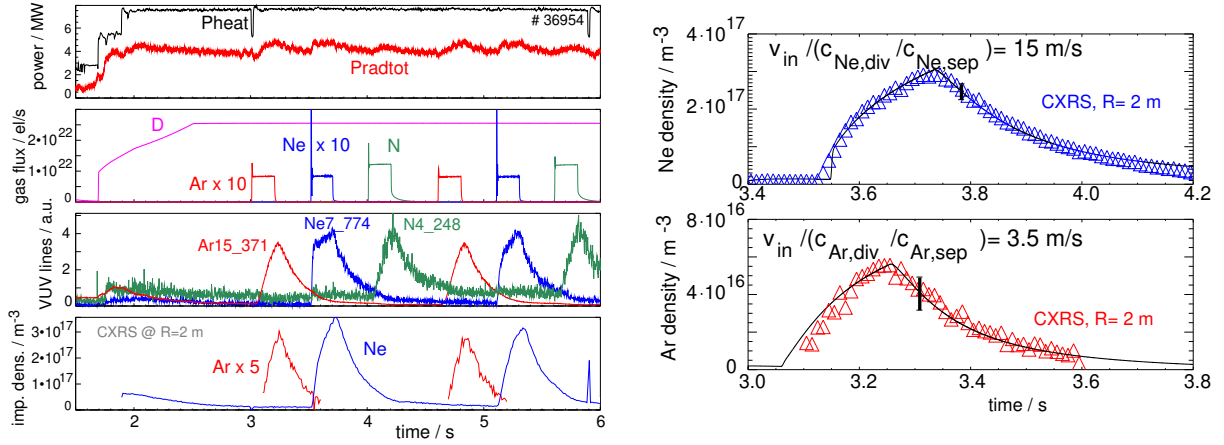 8
6
4
2
0
power / MW
Pheat
# 36954
Pradtot
2·10²²
1·10²²
0
gas flux / el/s
D
Ne x 10
N
Ar x 10
4
2
0
VUV lines / a.u.
Ar15_371
Ne7_774
N4_248
3·10¹⁷
2·10¹⁷
1·10¹⁷
0
imp. dens. / m⁻³
CXRS @ R=2 m
Ar x 5
Ne
2 3 4 5 6
time / s
4·10¹⁷
2·10¹⁷
0
Ne density / m⁻³
v_in /(c_Ne,div /c_Ne,sep )= 15 m/s
CXRS, R= 2 m
3.4 3.6 3.8 4.0 4.2
8·10¹⁶
4·10¹⁶
0
Ar density / m⁻³
v_in /(c_Ar,div /c_Ar,sep )= 3.5 m/s
CXRS, R= 2 m
3.0 3.2 3.4 3.6 3.8
time / s